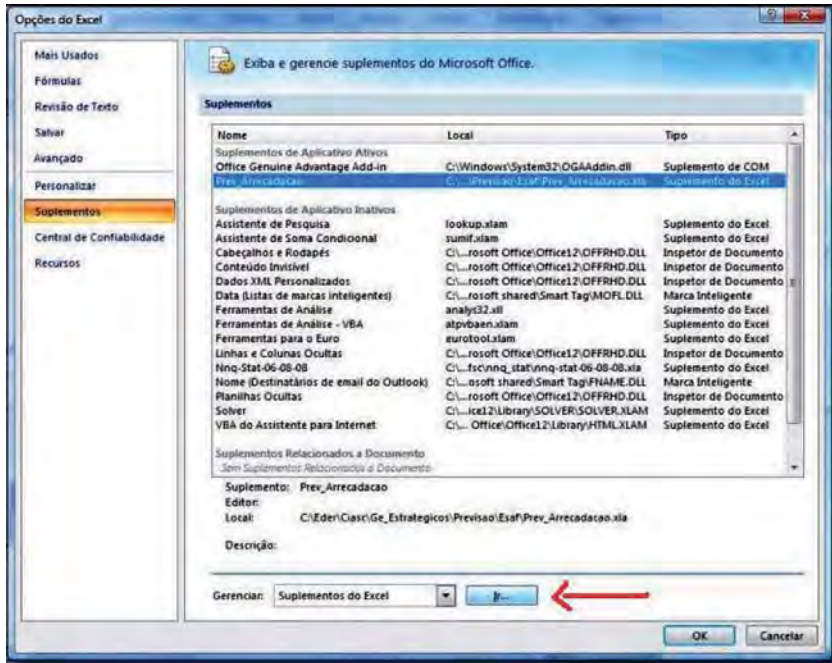 Opções do Excel
Mais Usados
Fórmulas
Revisão de Texto
Salvar
Avançado
Personalizar
Suplementos
Central de Confiabilidade
Recursos
Exiba e gerencie suplementos do Microsoft Office.
Suplementos
Nome Local Tipo
Suplementos de Aplicativo Ativos
Office Genuine Advantage Add-in C:\Windows\System32\OGAAddin.dll Suplemento de COM
Prev_Arrecadacao C:\...\Previsao\Esaf\Prev_Arrecadacao.xla Suplemento do Excel
Suplementos de Aplicativo Inativos
Assistente de Pesquisa lookup.xlam Suplemento do Excel
Assistente de Soma Condicional sumif.xlam Suplemento do Excel
Cabeçalhos e Rodapés C:\...rosoft Office\Office12\OFFRHD.DLL Inspetor de Documento
Conteúdo Invisível C:\...rosoft Office\Office12\OFFRHD.DLL Inspetor de Documento
Dados XML Personalizados C:\...rosoft Office\Office12\OFFRHD.DLL Inspetor de Documento
Data (Listas de marcas inteligentes) C:\...rosoft shared\Smart Tag\MOFL.DLL Marca Inteligente
Ferramentas de Análise analys32.xll Suplemento do Excel
Ferramentas de Análise - VBA atpvbaen.xlam Suplemento do Excel
Ferramentas para o Euro eurotool.xlam Suplemento do Excel
Linhas e Colunas Ocultas C:\...rosoft Office\Office12\OFFRHD.DLL Inspetor de Documento
Nnq-Stat-06-08-08 C:\...fsc\nnq_stat\nnq-stat-06-08-08.xla Suplemento do Excel
Nome (Destinatários de email do Outlook) C:\...osoft shared\Smart Tag\FNAME.DLL Marca Inteligente
Planilhas Ocultas C:\...rosoft Office\Office12\OFFRHD.DLL Inspetor de Documento
Solver C:\...ice12\Library\SOLVER\SOLVER.XLAM Suplemento do Excel
VBA do Assistente para Internet C:\... Office\Office12\Library\HTML.XLAM Suplemento do Excel
Suplementos Relacionados a Documento
Sem Suplementos Relacionados a Documento
Suplemento: Prev_Arrecadacao
Editor:
Local: C:\Eder\Ciasc\Ge_Estrategicos\Previsao\Esaf\Prev_Arrecadacao.xla
Descrição:
Gerenciar: Suplementos do Excel Ir...
OK Cancelar